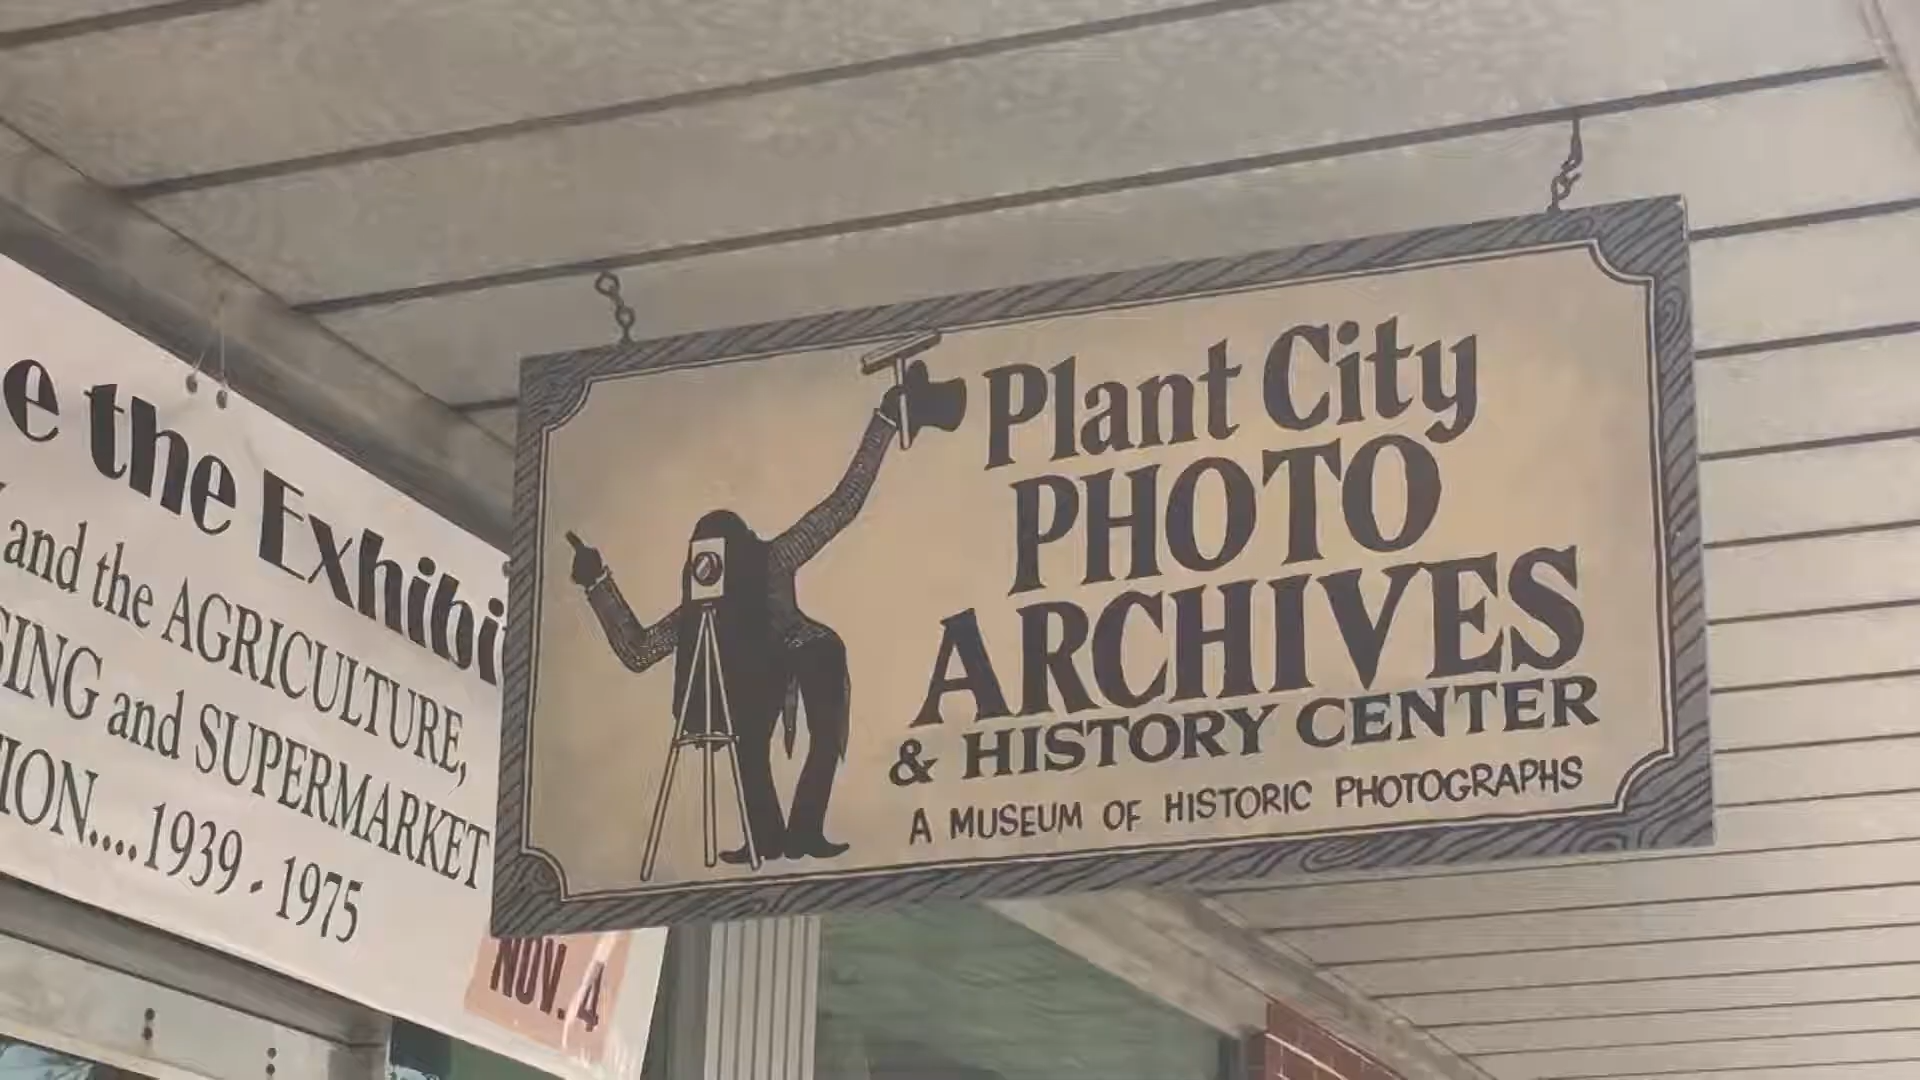 e the Exhibi
and the AGRICULTURE,
SING and SUPERMARKET
TION....1939 - 1975
NOV. 4
Plant City
PHOTO
ARCHIVES
& HISTORY CENTER
A MUSEUM OF HISTORIC PHOTOGRAPHS